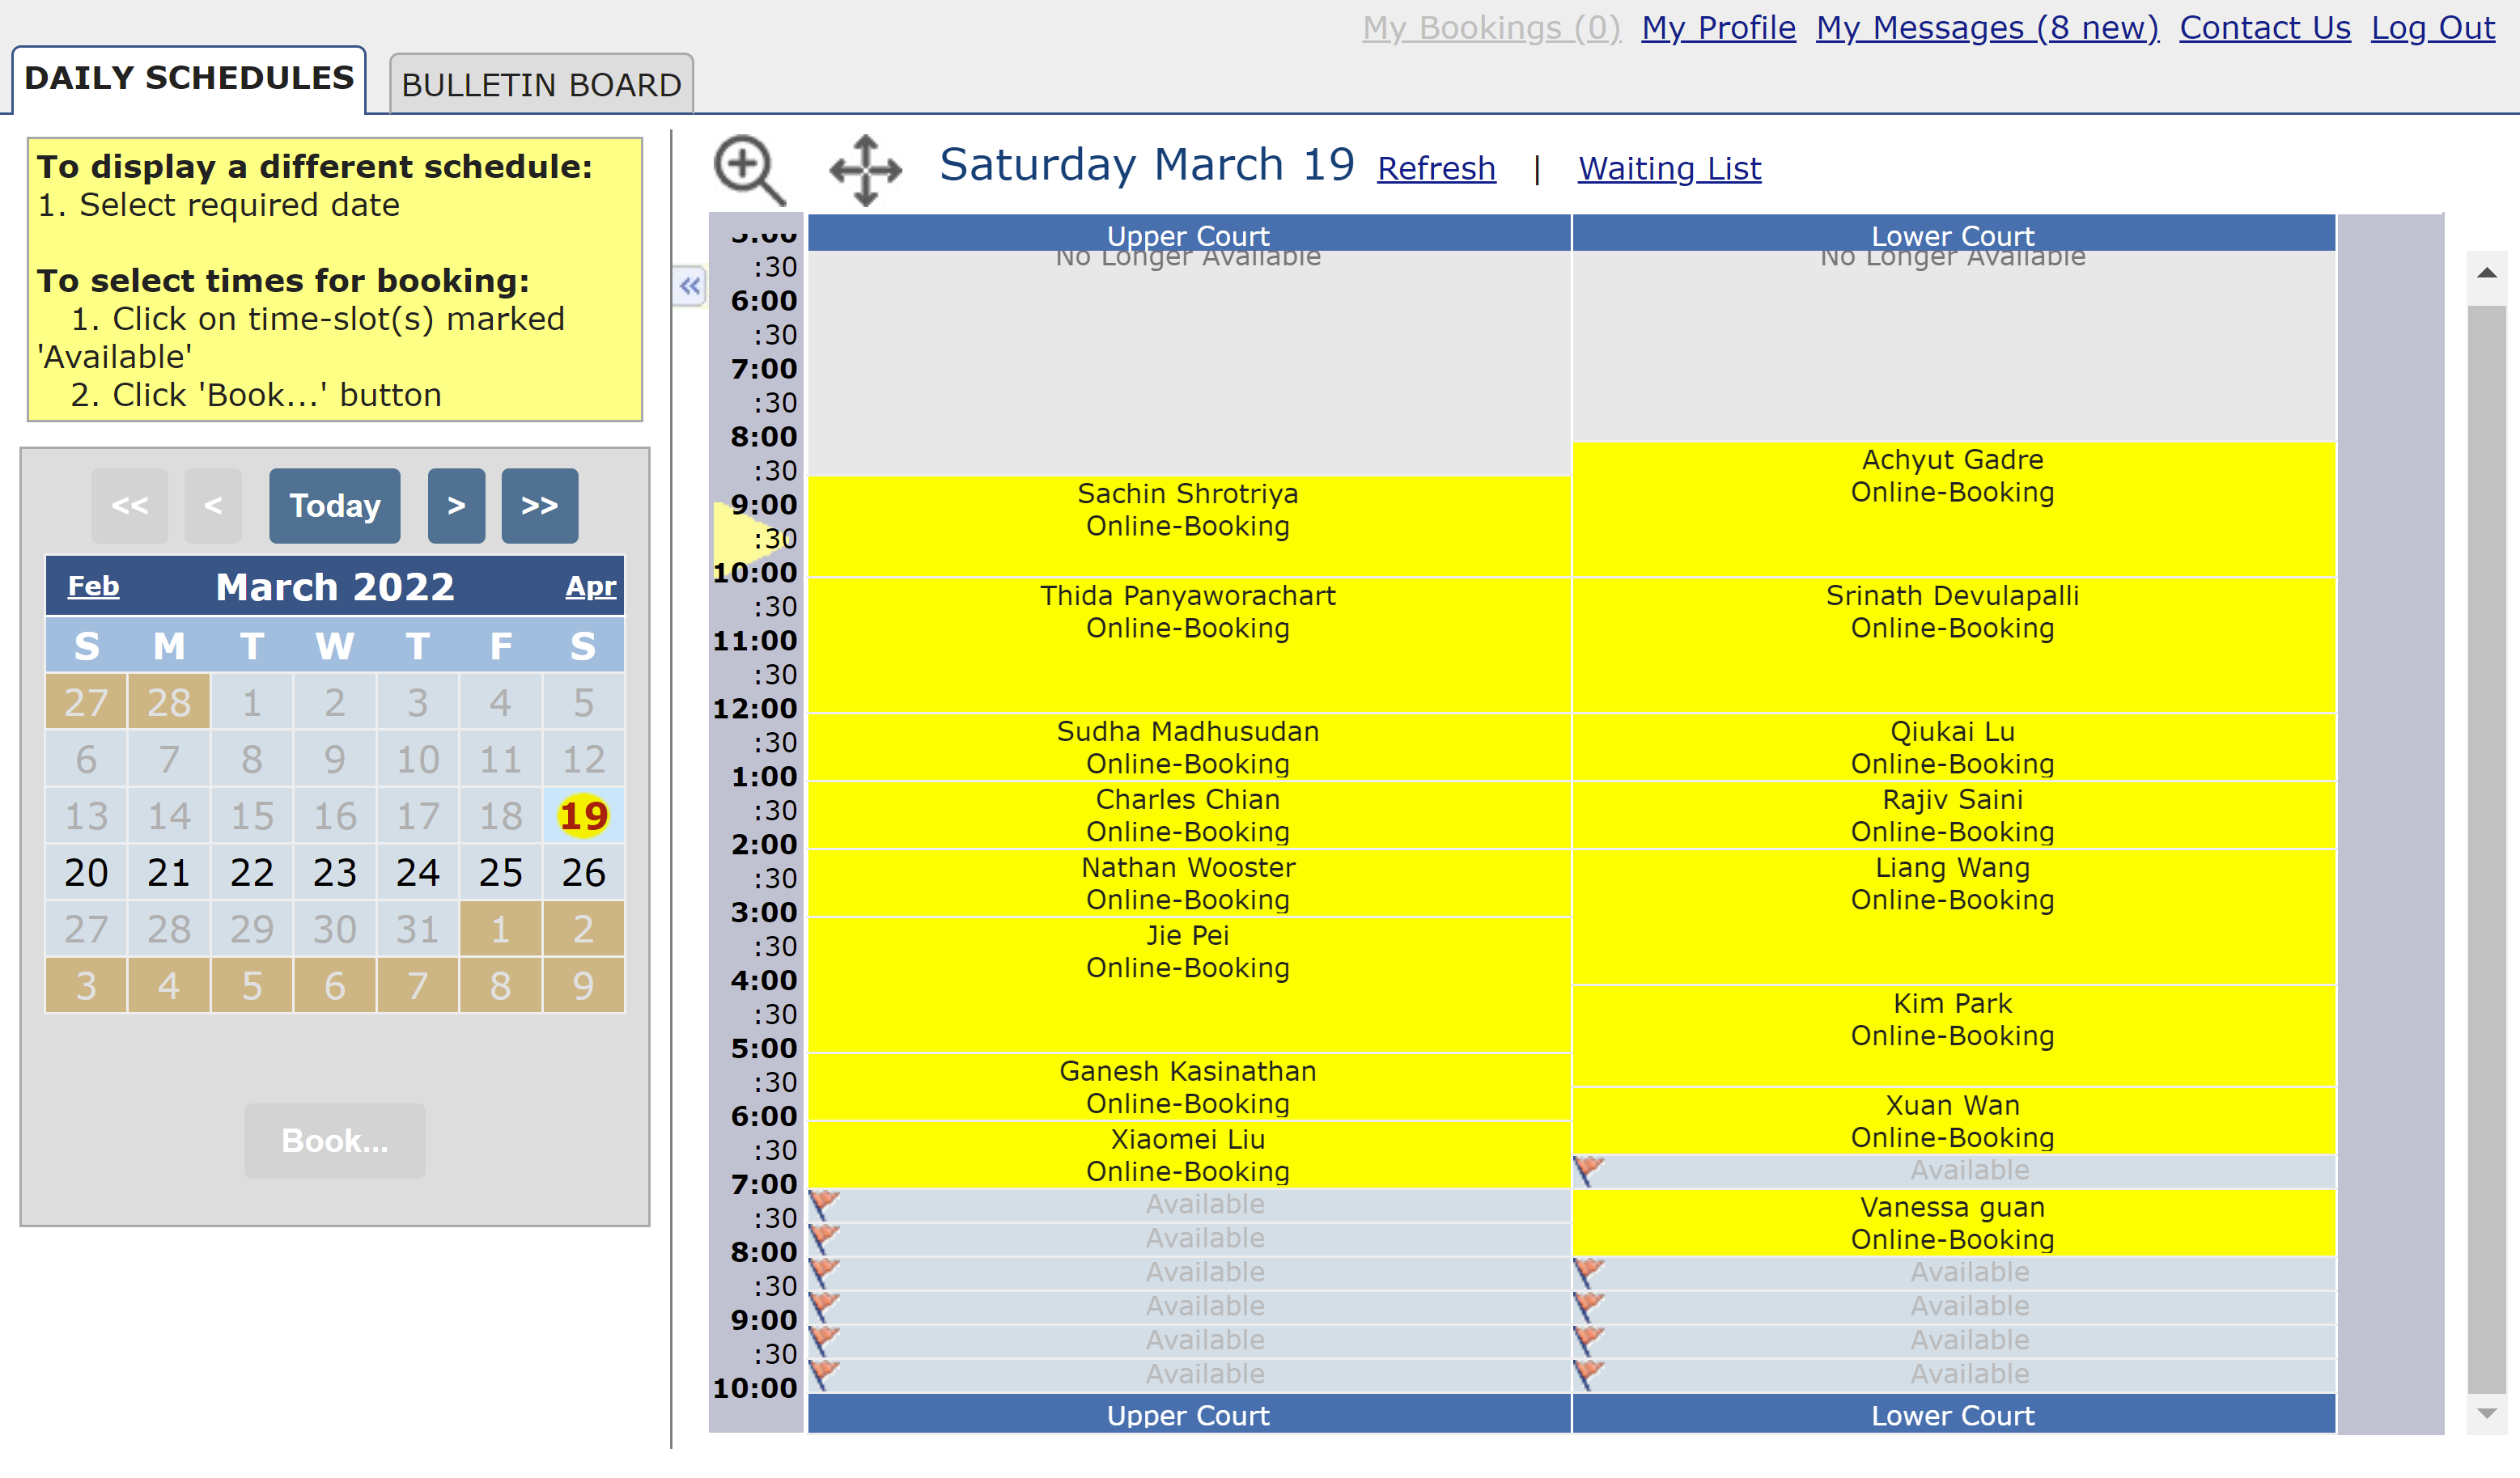 My Bookings (0) My Profile My Messages (8 new) Contact Us Log Out
DAILY SCHEDULES BULLETIN BOARD
To display a different schedule:
1. Select required date
To select times for booking:
1. Click on time-slot(s) marked
'Available'
2. Click 'Book...' button
<< < Today > >>
Feb March 2022 Apr
S M T W T F S
27 28 1 2 3 4 5
6 7 8 9 10 11 12
13 14 15 16 17 18 19
20 21 22 23 24 25 26
27 28 29 30 31 1 2
3 4 5 6 7 8 9
Book...
«
Saturday March 19 Refresh | Waiting List
Upper Court Lower Court
5:00
:30
6:00
:30
7:00
:30
8:00
:30
9:00
:30
10:00
:30
11:00
:30
12:00
:30
1:00
:30
2:00
:30
3:00
:30
4:00
:30
5:00
:30
6:00
:30
7:00
:30
8:00
:30
9:00
:30
10:00
No Longer Available
Sachin Shrotriya
Online-Booking
Thida Panyaworachart
Online-Booking
Sudha Madhusudan
Online-Booking
Charles Chian
Online-Booking
Nathan Wooster
Online-Booking
Jie Pei
Online-Booking
Ganesh Kasinathan
Online-Booking
Xiaomei Liu
Online-Booking
Available
Available
Available
Available
Available
Available
No Longer Available
Achyut Gadre
Online-Booking
Srinath Devulapalli
Online-Booking
Qiukai Lu
Online-Booking
Rajiv Saini
Online-Booking
Liang Wang
Online-Booking
Kim Park
Online-Booking
Xuan Wan
Online-Booking
Available
Vanessa guan
Online-Booking
Available
Available
Available
Available
Upper Court Lower Court